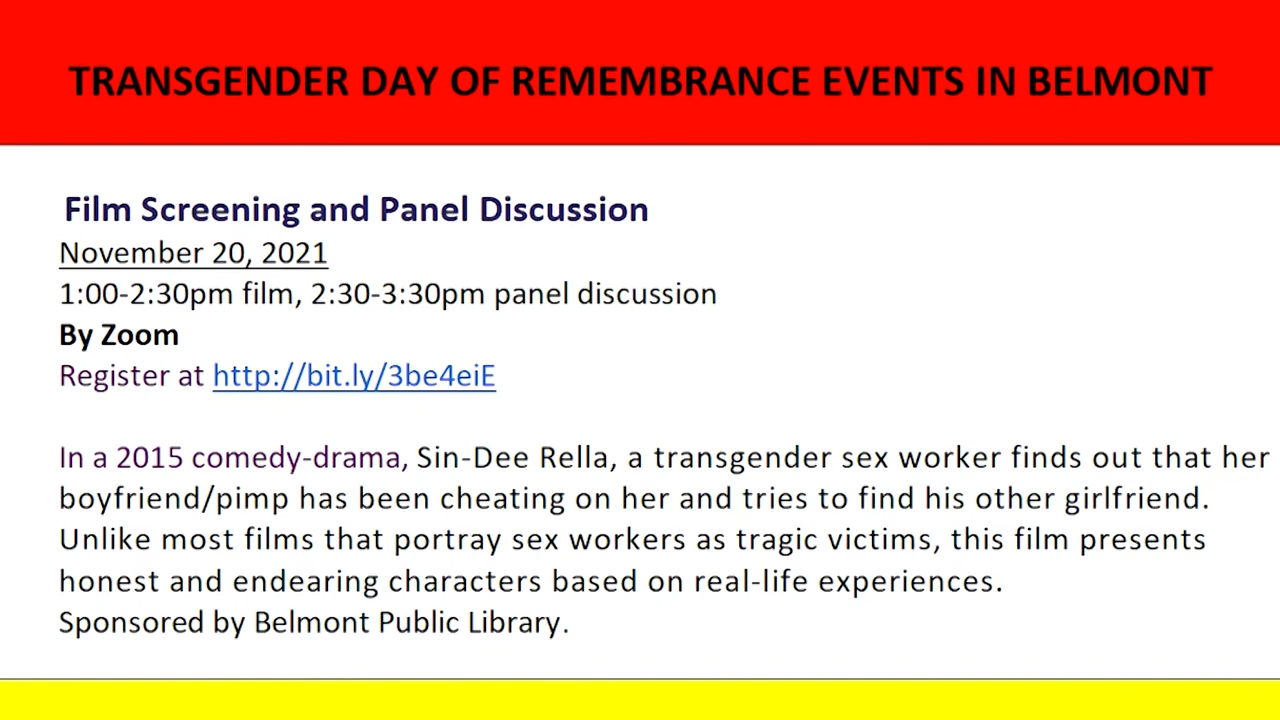 TRANSGENDER DAY OF REMEMBRANCE EVENTS IN BELMONT
Film Screening and Panel Discussion
November 20, 2021
1:00-2:30pm film, 2:30-3:30pm panel discussion
By Zoom
Register at http://bit.ly/3be4eiE
In a 2015 comedy-drama, Sin-Dee Rella, a transgender sex worker finds out that her
boyfriend/pimp has been cheating on her and tries to find his other girlfriend.
Unlike most films that portray sex workers as tragic victims, this film presents
honest and endearing characters based on real-life experiences.
Sponsored by Belmont Public Library.